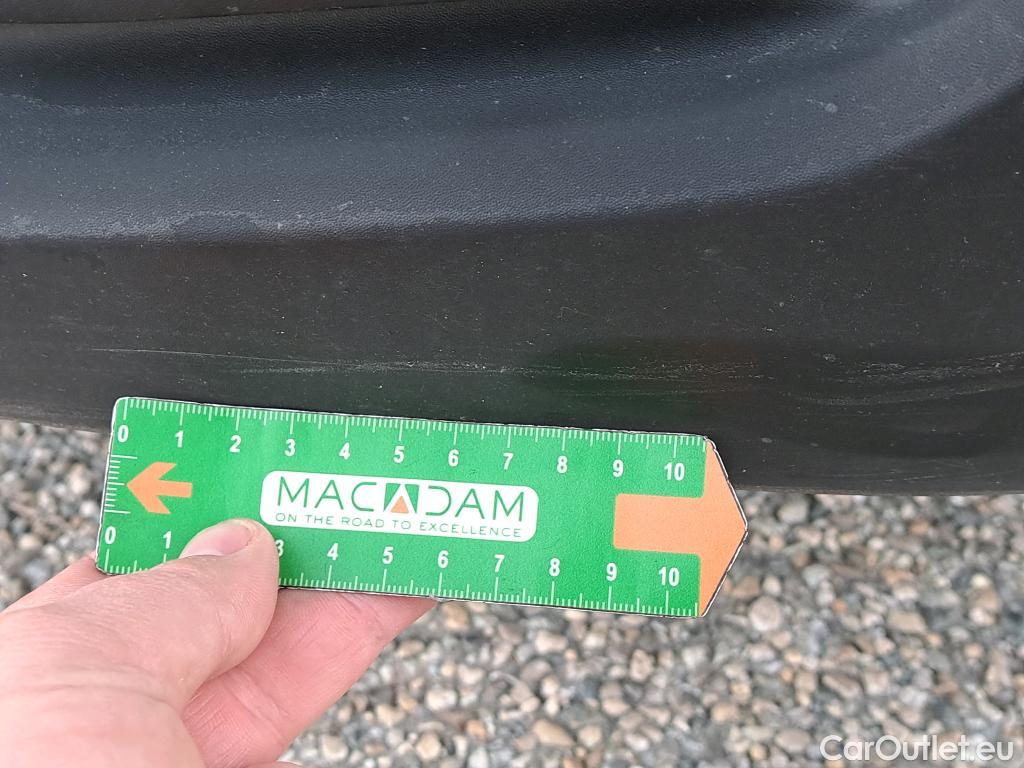 0 1 2 3 4 5 6 7 8 9 10
MACADAM
ON THE ROAD TO EXCELLENCE
0 1 3 4 5 6 7 8 9 10
CarOutlet.eu